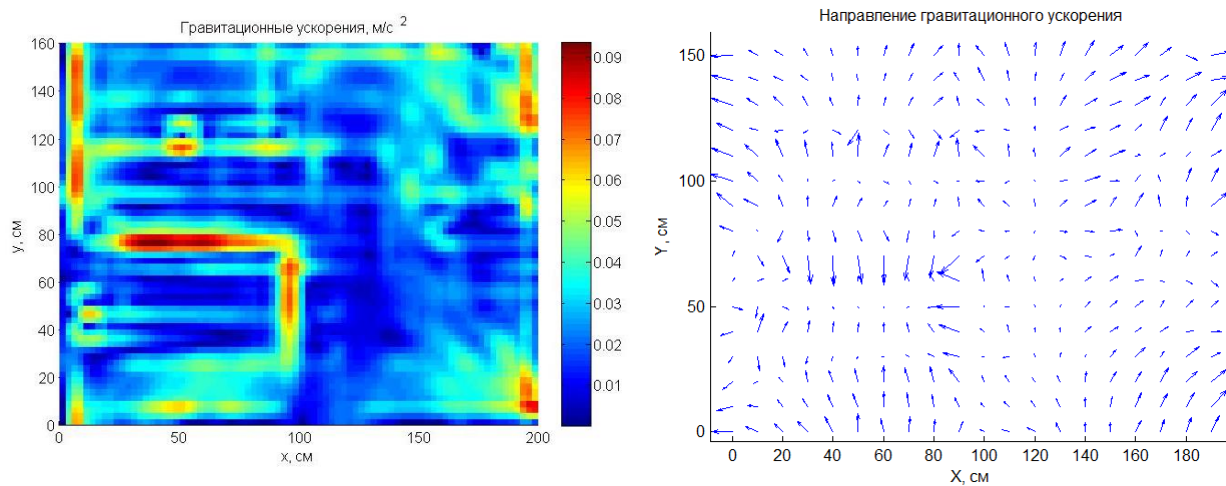 Гравитационные ускорения, м/с 2
160
140
120
100
80
60
40
20
0
y, см
0 50 100 150 200
x, см
0.09
0.08
0.07
0.06
0.05
0.04
0.03
0.02
0.01
Направление гравитационного ускорения
150
100
50
0
Y, см
0 20 40 60 80 100 120 140 160 180
X, см